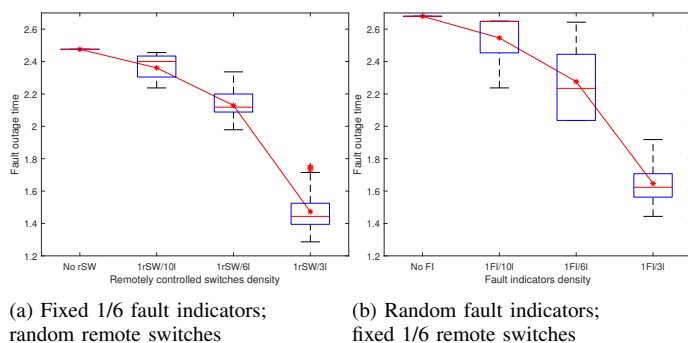 2.6
2.4
2.2
2
1.8
1.6
1.4
1.2
Fault outage time
No rSW
1rSW/10l
1rSW/6l
1rSW/3l
Remotely controlled switches density
2.6
2.4
2.2
2
1.8
1.6
1.4
1.2
Fault outage time
No FI
1FI/10l
1FI/6l
1FI/3l
Fault indicators density
(a) Fixed 1/6 fault indicators;
random remote switches
(b) Random fault indicators;
fixed 1/6 remote switches